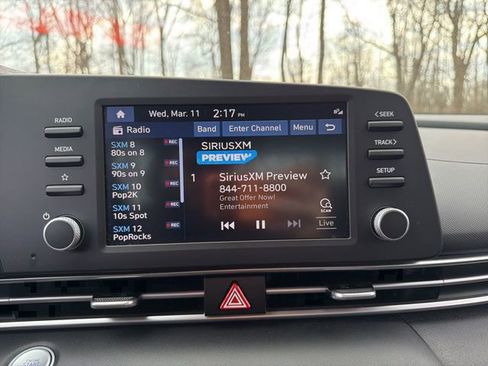 Wed, Mar. 11 2:17 PM
RADIO
MEDIA
Radio Band Enter Channel Menu
SXM 8 REC
80s on 8
SXM 9 REC
90s on 9
SXM 10 REC
Pop2K
SXM 11 REC
10s Spot
SXM 12 REC
PopRocks
SIRIUSXM
PREVIEW
1 SiriusXM Preview
844-711-8800
Great Offer Now!
Entertainment
SCAN
Live
< SEEK
TRACK >
SETUP
ENGINE
START